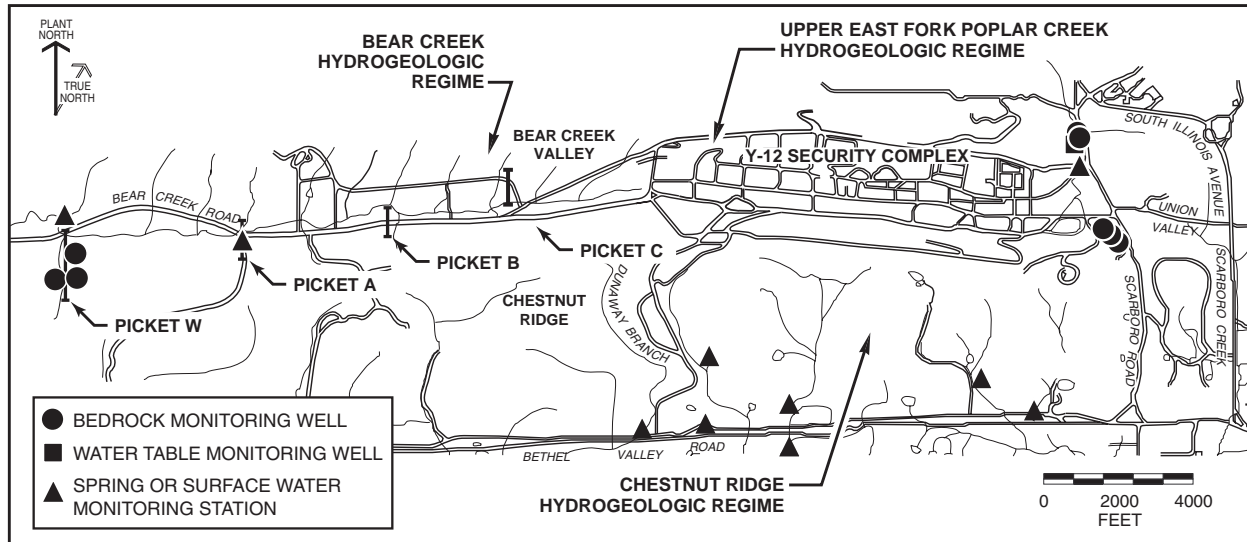 PLANT
NORTH
TRUE
NORTH
BEAR CREEK
HYDROGEOLOGIC
REGIME
UPPER EAST FORK POPLAR CREEK
HYDROGEOLOGIC REGIME
BEAR CREEK
VALLEY
Y-12 SECURITY COMPLEX
SOUTH ILLINOIS AVENUE
BEAR CREEK ROAD
UNION
VALLEY
PICKET C
PICKET B
PICKET A
PICKET W
CHESTNUT
RIDGE
DUNAWAY BRANCH
SCARBORO ROAD
SCARBORO CREEK
BEDROCK MONITORING WELL
WATER TABLE MONITORING WELL
SPRING OR SURFACE WATER
MONITORING STATION
BETHEL VALLEY ROAD
CHESTNUT RIDGE
HYDROGEOLOGIC REGIME
0 2000 4000
FEET